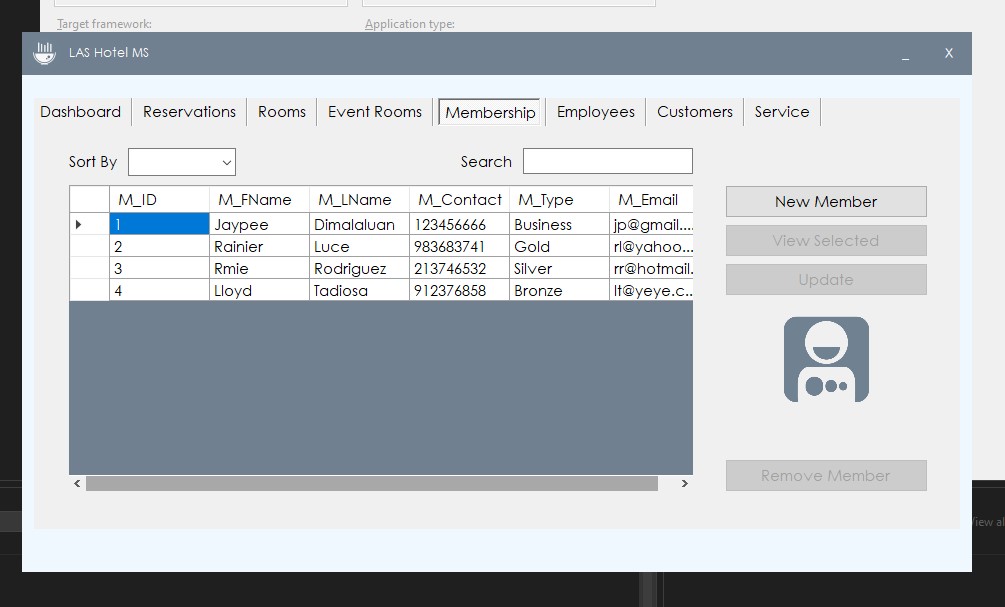 Target framework: Application type:
LAS Hotel MS _ X
Dashboard Reservations Rooms Event Rooms Membership Employees Customers Service
Sort By Search
M_ID M_FName M_LName M_Contact M_Type M_Email
1 Jaypee Dimalaluan 123456666 Business jp@gmail....
2 Rainier Luce 983683741 Gold rl@yahoo...
3 Rmie Rodriguez 213746532 Silver rr@hotmail.
4 Lloyd Tadiosa 912376858 Bronze lt@yeye.c...
New Member
View Selected
Update
Remove Member
View al